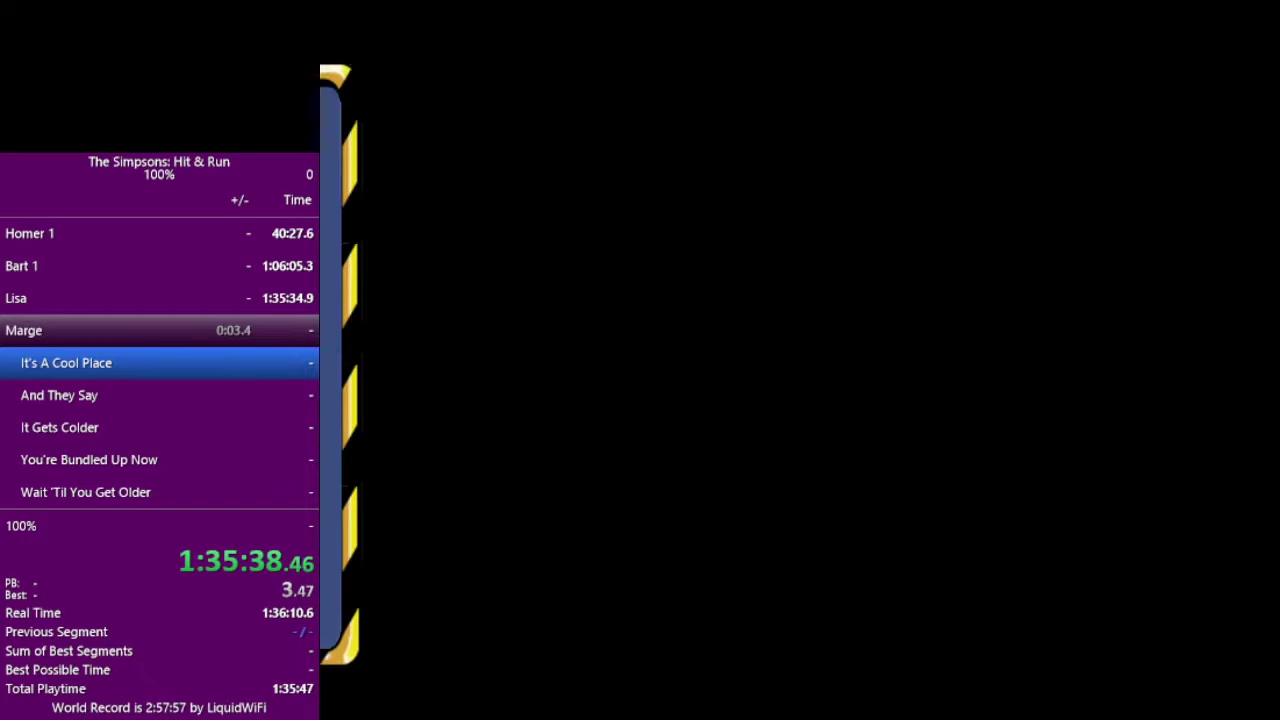 The Simpsons: Hit & Run
100% 0
+/- Time
Homer 1 - 40:27.6
Bart 1 - 1:06:05.3
Lisa - 1:35:34.9
Marge 0:03.4 -
It's A Cool Place -
And They Say -
It Gets Colder -
You're Bundled Up Now -
Wait 'Til You Get Older -
100% -
1:35:38.46
PB: - 
Best: - 3.47
Real Time 1:36:10.6
Previous Segment - / -
Sum of Best Segments -
Best Possible Time -
Total Playtime 1:35:47
World Record is 2:57:57 by LiquidWiFi